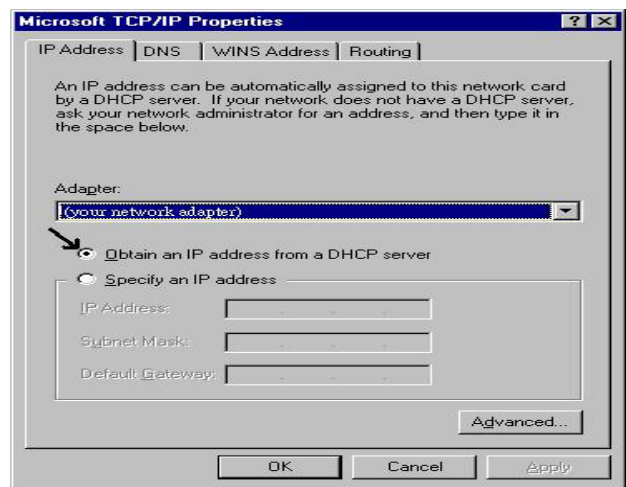 Microsoft TCP/IP Properties
IP Address DNS WINS Address Routing
An IP address can be automatically assigned to this network card
by a DHCP server. If your network does not have a DHCP server,
ask your network administrator for an address, and then type it in
the space below.
Adapter:
(your network adapter)
Obtain an IP address from a DHCP server
Specify an IP address
IP Address:
Subnet Mask:
Default Gateway:
Advanced...
OK Cancel Apply